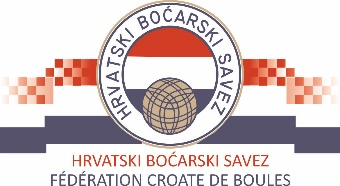 HRVATSKI BOĆARSKI SAVEZ
HRVATSKI BOĆARSKI SAVEZ
FÉDÉRATION CROATE DE BOULES